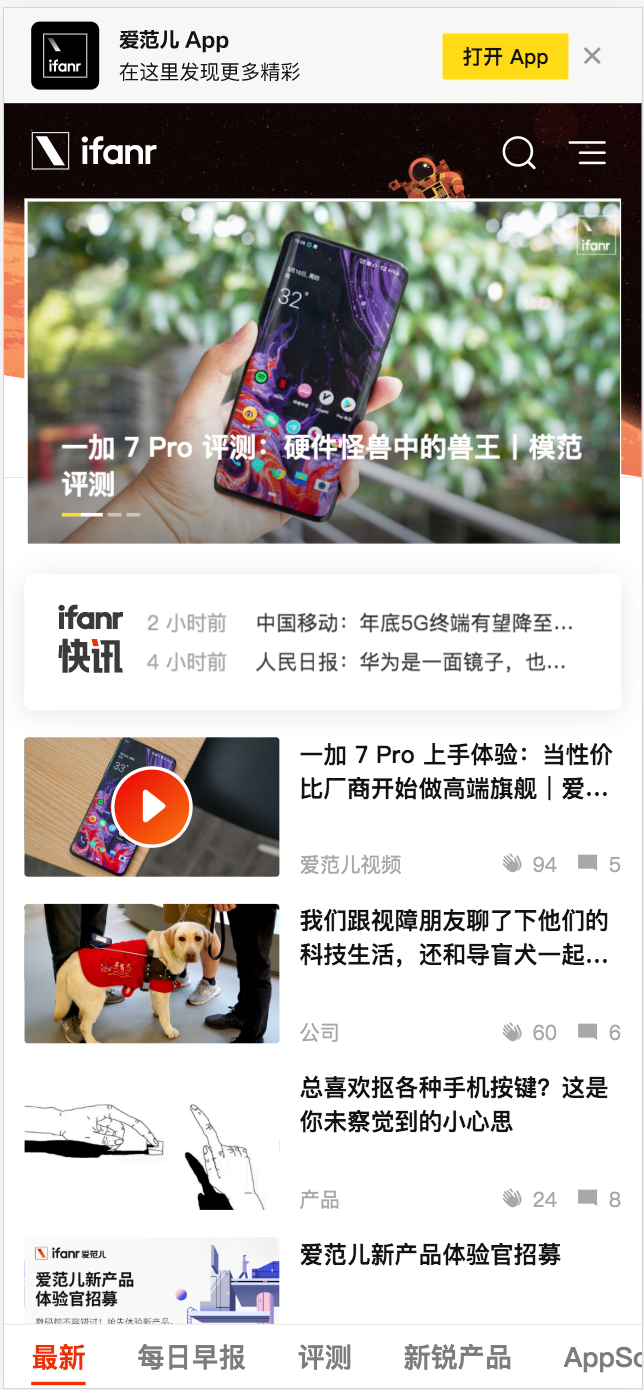 ifanr
爱范儿 App
在这里发现更多精彩
打开 App
ifanr
ifanr
32°
一加 7 Pro 评测：硬件怪兽中的兽王｜模范
评测
ifanr
快讯
2 小时前 中国移动：年底5G终端有望降至...
4 小时前 人民日报：华为是一面镜子，也...
33°
一加 7 Pro 上手体验：当性价
比厂商开始做高端旗舰｜爱...
爱范儿视频 94 5
我们跟视障朋友聊了下他们的
科技生活，还和导盲犬一起...
公司 60 6
总喜欢抠各种手机按键？这是
你未察觉到的小心思
产品 24 8
ifanr 爱范儿
爱范儿新产品
体验官招募
爱范儿新产品体验官招募
最新 每日早报 评测 新锐产品 AppSo